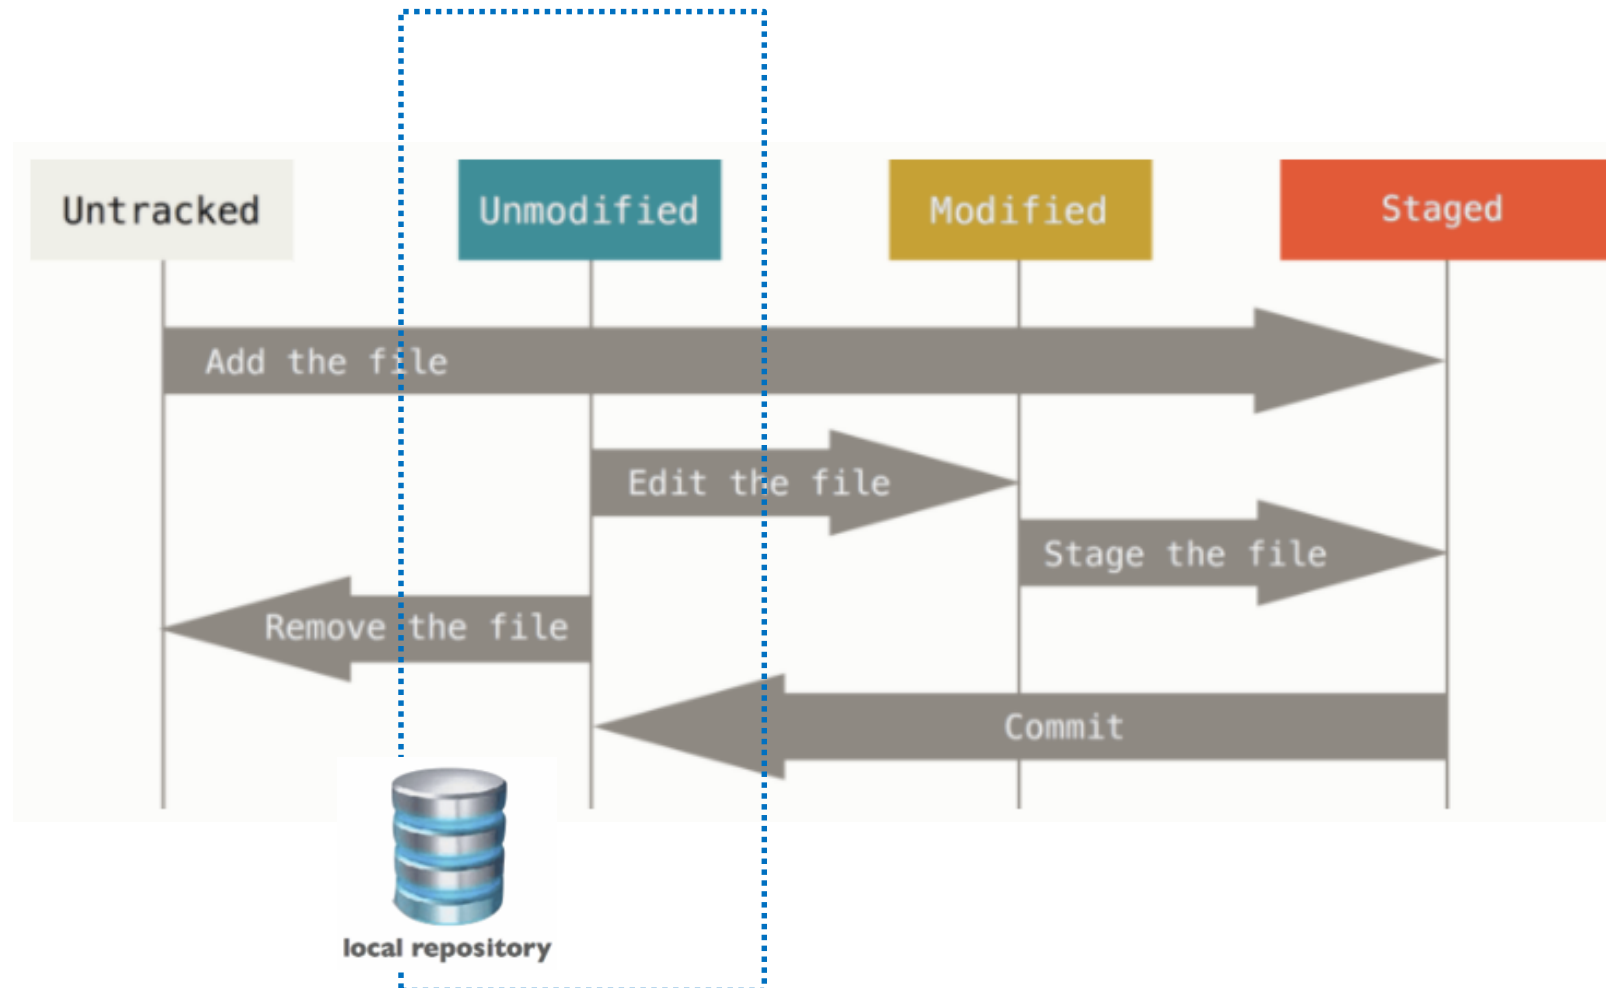 Untracked
Unmodified
Modified
Staged
Add the file
Edit the file
Stage the file
Remove the file
Commit
local repository